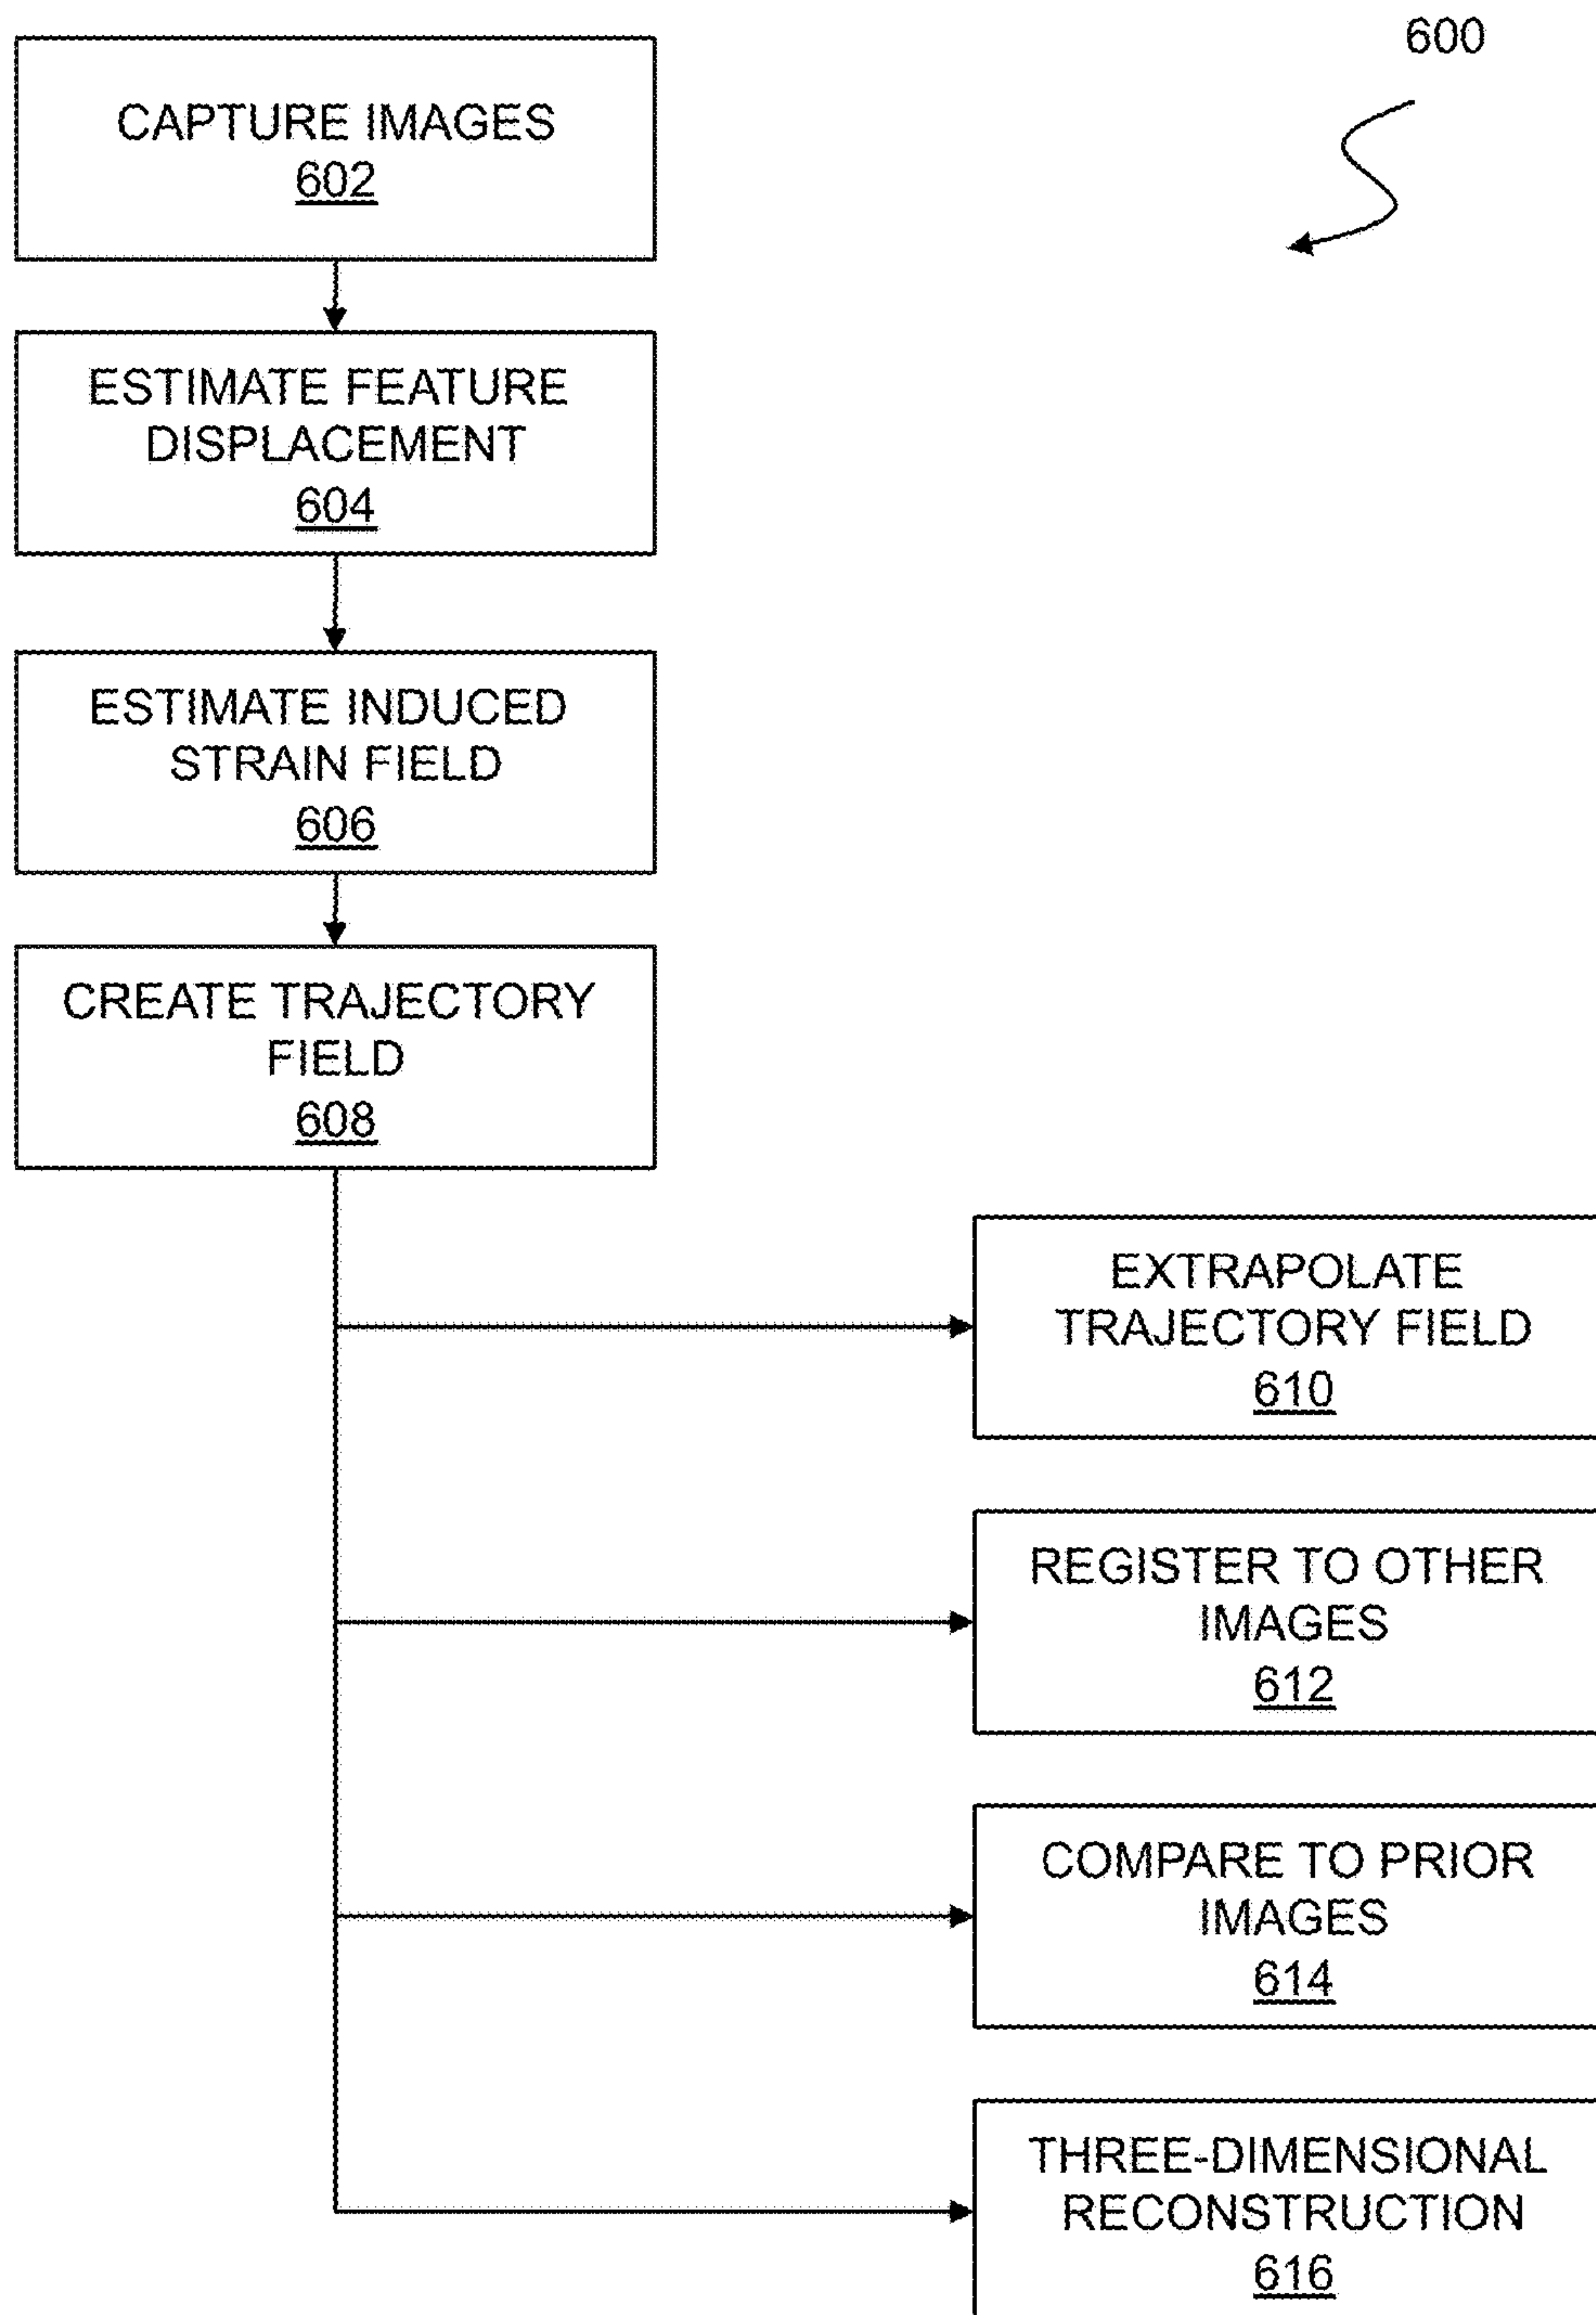 600
CAPTURE IMAGES
602
ESTIMATE FEATURE
DISPLACEMENT
604
ESTIMATE INDUCED
STRAIN FIELD
606
CREATE TRAJECTORY
FIELD
608
EXTRAPOLATE
TRAJECTORY FIELD
610
REGISTER TO OTHER
IMAGES
612
COMPARE TO PRIOR
IMAGES
614
THREE-DIMENSIONAL
RECONSTRUCTION
616